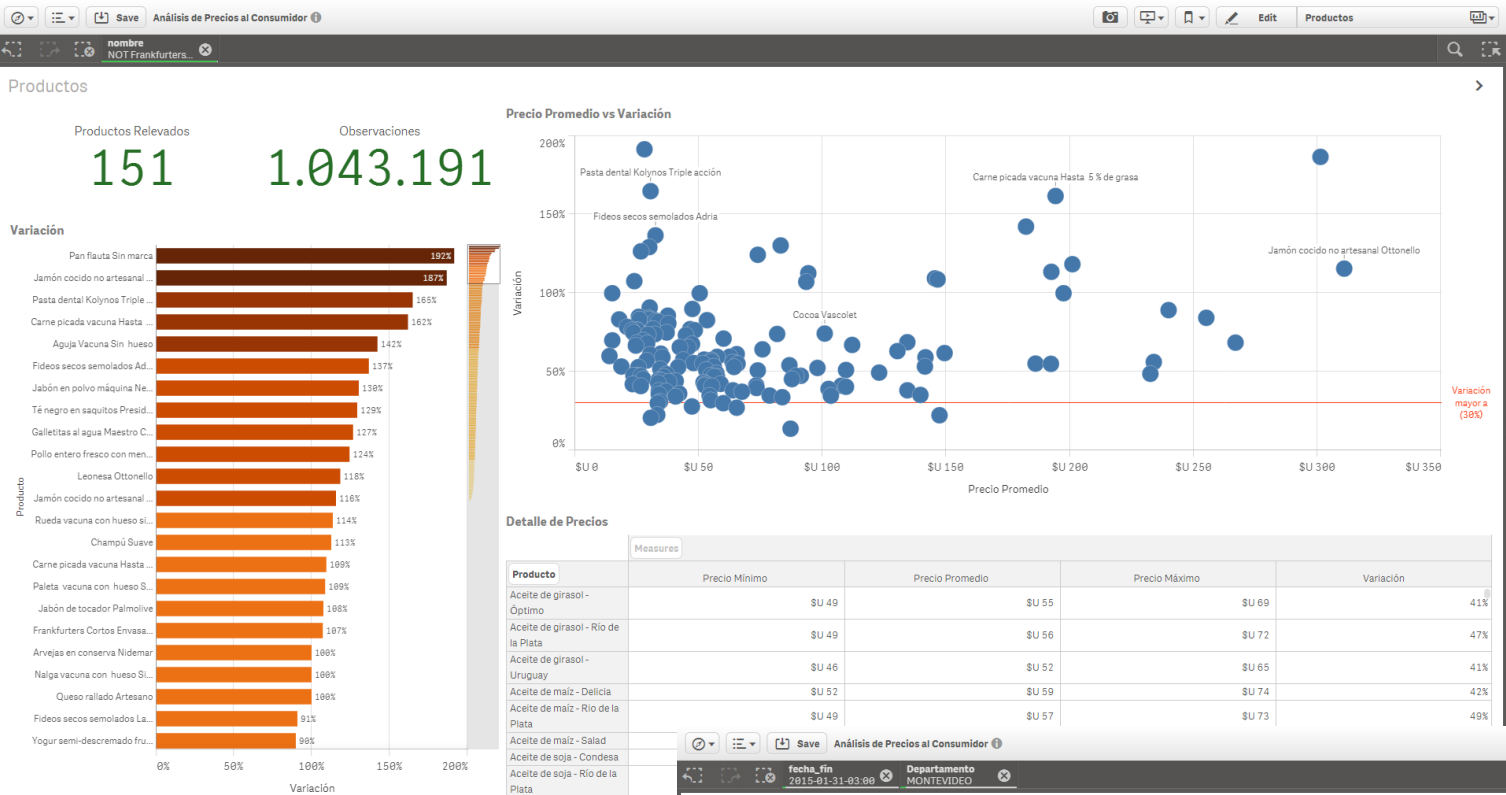 Save
Análisis de Precios al Consumidor
Edit
Productos
nombre
NOT Frankfurters...
Productos
Productos Relevados
151
Observaciones
1.043.191
Variación
Pan flauta Sin marca
192%
Jamón cocido no artesanal ...
187%
Pasta dental Kolynos Triple ...
165%
Carne picada vacuna Hasta ...
162%
Aguja Vacuna Sin hueso
142%
Fideos secos semolados Ad...
137%
Jabón en polvo máquina Ne...
130%
Té negro en saquitos Presid...
129%
Galletitas al agua Maestro C...
127%
Pollo entero fresco con men...
124%
Leonesa Ottonello
118%
Jamón cocido no artesanal ...
116%
Rueda vacuna con hueso si...
114%
Champú Suave
113%
Carne picada vacuna Hasta ...
109%
Paleta vacuna con hueso S...
109%
Jabón de tocador Palmolive
108%
Frankfurters Cortos Envasa...
107%
Arvejas en conserva Nidemar
100%
Nalga vacuna con hueso Si...
100%
Queso rallado Artesano
100%
Fideos secos semolados La...
91%
Yogur semi-descremado fru...
90%
Producto
0% 50% 100% 150% 200%
Variación
Precio Promedio vs Variación
200%
150%
100%
50%
0%
Variación
Pasta dental Kolynos Triple acción
Fideos secos semolados Adria
Carne picada vacuna Hasta 5 % de grasa
Jamón cocido no artesanal Ottonello
Cocoa Vascolet
Variación
mayor a
(30%)
$U 0 $U 50 $U 100 $U 150 $U 200 $U 250 $U 300 $U 350
Precio Promedio
Detalle de Precios
Measures
Producto
Precio Mínimo Precio Promedio Precio Máximo Variación
Aceite de girasol -
Óptimo
$U 49 $U 55 $U 69 41%
Aceite de girasol - Río de
la Plata
$U 49 $U 56 $U 72 47%
Aceite de girasol -
Uruguay
$U 46 $U 52 $U 65 41%
Aceite de maíz - Delicia
$U 52 $U 59 $U 74 42%
Aceite de maíz - Rio de la
Plata
$U 49 $U 57 $U 73 49%
Aceite de maíz - Salad
Aceite de soja - Condesa
Aceite de soja - Río de la
Plata
Save
Análisis de Precios al Consumidor
fecha_fin
2015-01-31-03:00
Departamento
MONTEVIDEO